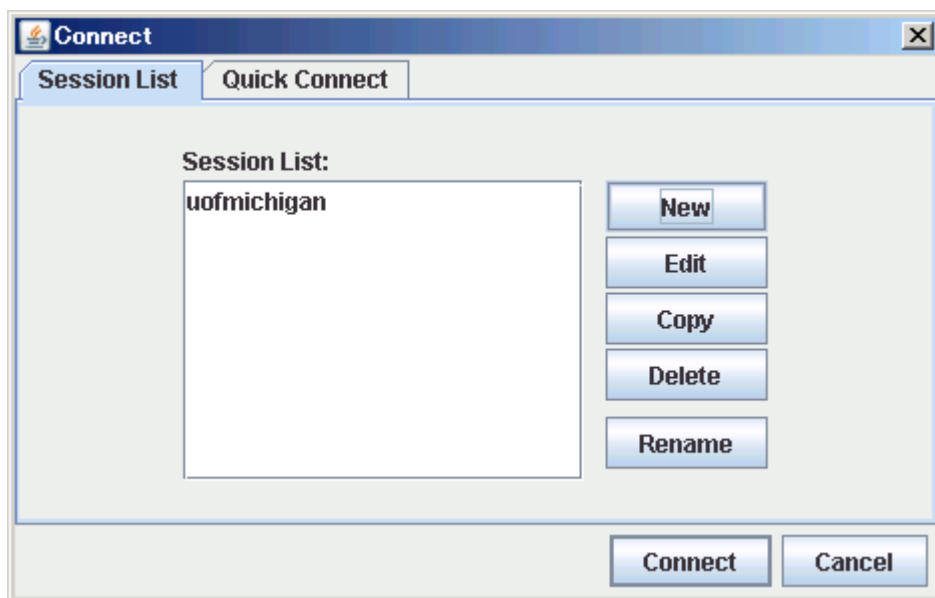 Connect
Session List
Quick Connect
Session List:
uofmichigan
New
Edit
Copy
Delete
Rename
Connect
Cancel